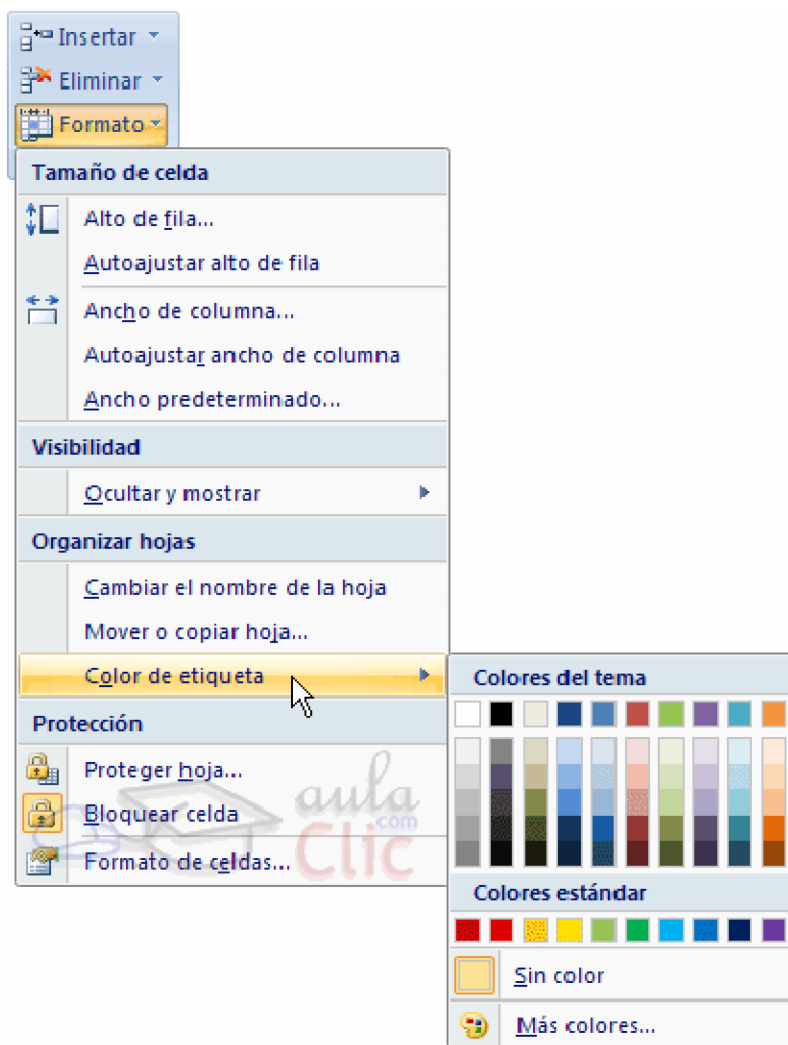 Insertar
Eliminar
Formato
Tamaño de celda
Alto de fila...
Autoajustar alto de fila
Ancho de columna...
Autoajustar ancho de columna
Ancho predeterminado...
Visibilidad
Ocultar y mostrar
Organizar hojas
Cambiar el nombre de la hoja
Mover o copiar hoja...
Color de etiqueta
Protección
Proteger hoja...
Bloquear celda
Formato de celdas...
aula
.com
Clic
Colores del tema
Colores estándar
Sin color
Más colores...